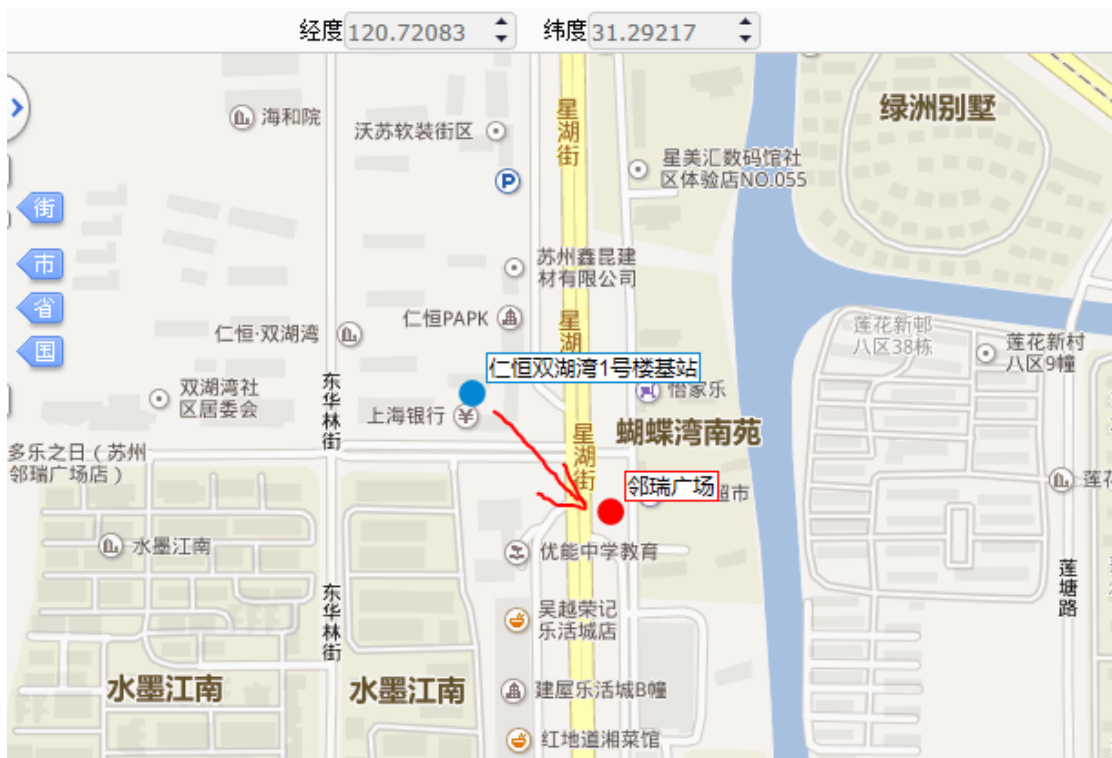 经度 120.72083 纬度 31.29217
海和院
沃苏软装街区
星湖街
绿洲别墅
星美汇数码馆社
区体验店NO.055
P
街
市
省
国
苏州鑫昆建
材有限公司
仁恒PARK
星湖
仁恒·双湖湾
莲花新邨
八区38栋
莲花新村
八区9幢
仁恒双湖湾1号楼基站
双湖湾社
区居委会
东华林街
怡家乐
上海银行
蝴蝶湾南苑
星湖街
多乐之日（苏州
邻瑞广场店）
邻瑞广场
超市
莲花
水墨江南
优能中学教育
莲塘路
东华林街
吴越荣记
乐活城店
水墨江南
水墨江南
建屋乐活城B幢
红地道湘菜馆